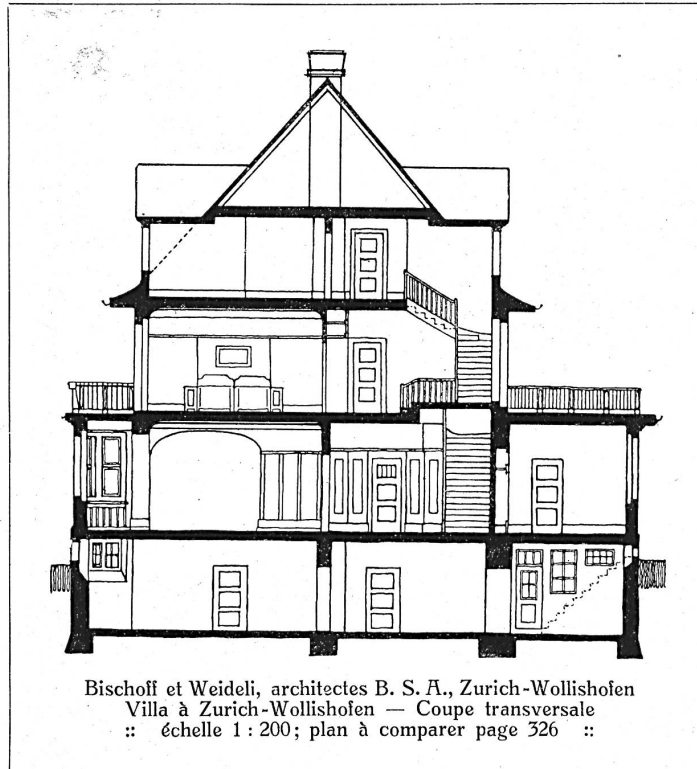 Bischoff et Weideli, architectes B. S. A., Zurich-Wollishofen
Villa à Zurich-Wollishofen — Coupe transversale
:: échelle 1 : 200; plan à comparer page 326 ::